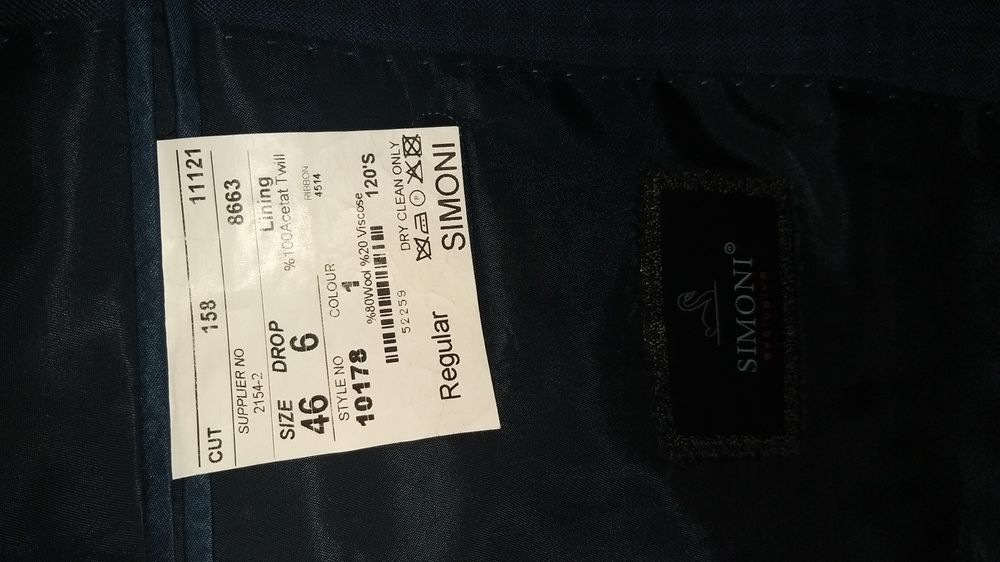 CUT 158 11121
SUPPLIER NO
2154-2 8663
SIZE DROP Lining
46 6 %100Acetat Twill
RIBBON
4514
STYLE NO COLOUR
10178 1
%80Wool %20 Viscose
120'S
52259
DRY CLEAN ONLY
P
Regular SIMONI
SIMONI®
exclusive